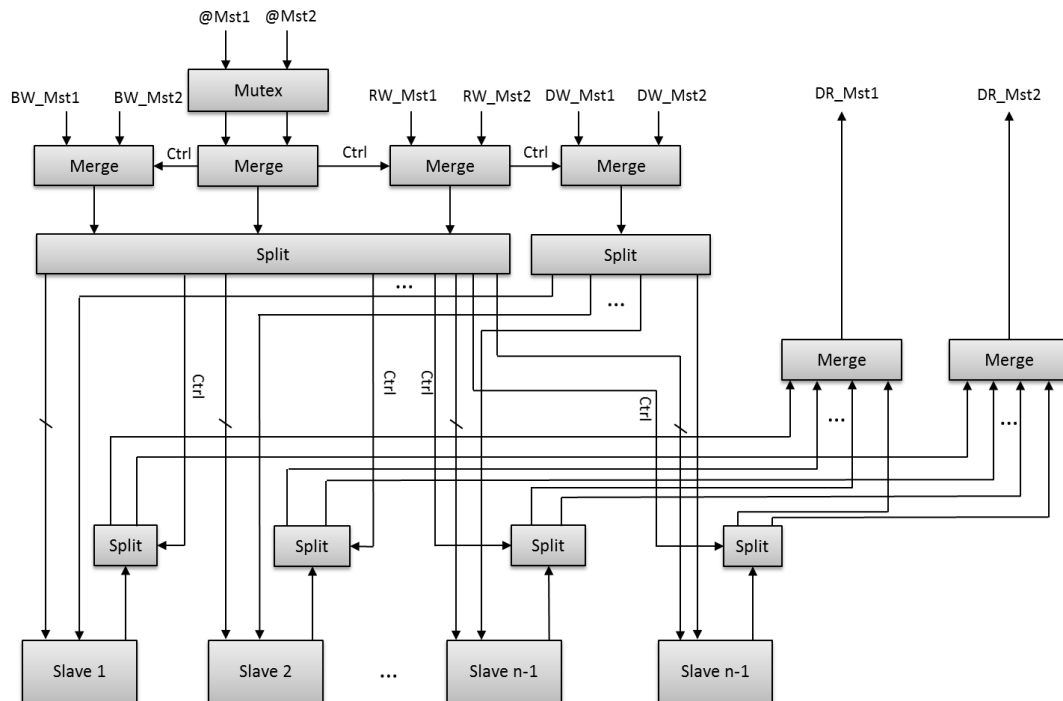 @Mst1 @Mst2
Mutex
BW_Mst1 BW_Mst2 RW_Mst1 RW_Mst2 DW_Mst1 DW_Mst2 DR_Mst1 DR_Mst2
Merge Ctrl Merge Ctrl Merge Ctrl Merge
Split Split
...
...
Merge Merge
Ctrl Ctrl Ctrl Ctrl
... ...
Split Split Split Split
Slave 1 Slave 2 ... Slave n-1 Slave n-1